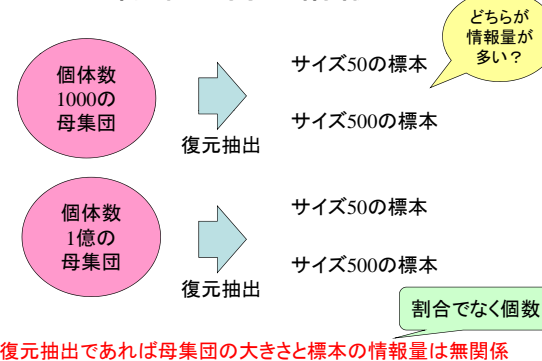 どちらが
情報量が
多い？
個体数
1000の
母集団
復元抽出
サイズ50の標本
サイズ500の標本
個体数
1億の
母集団
復元抽出
サイズ50の標本
サイズ500の標本
割合でなく個数
復元抽出であれば母集団の大きさと標本の情報量は無関係